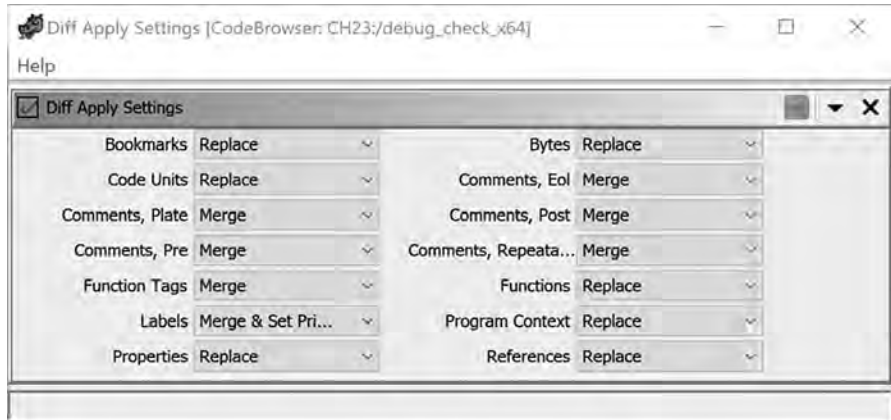 Diff Apply Settings [CodeBrowser: CH23:/debug_check_x64]
Help
Diff Apply Settings
Bookmarks Replace Bytes Replace
Code Units Replace Comments, Eol Merge
Comments, Plate Merge Comments, Post Merge
Comments, Pre Merge Comments, Repeata... Merge
Function Tags Merge Functions Replace
Labels Merge & Set Pri... Program Context Replace
Properties Replace References Replace